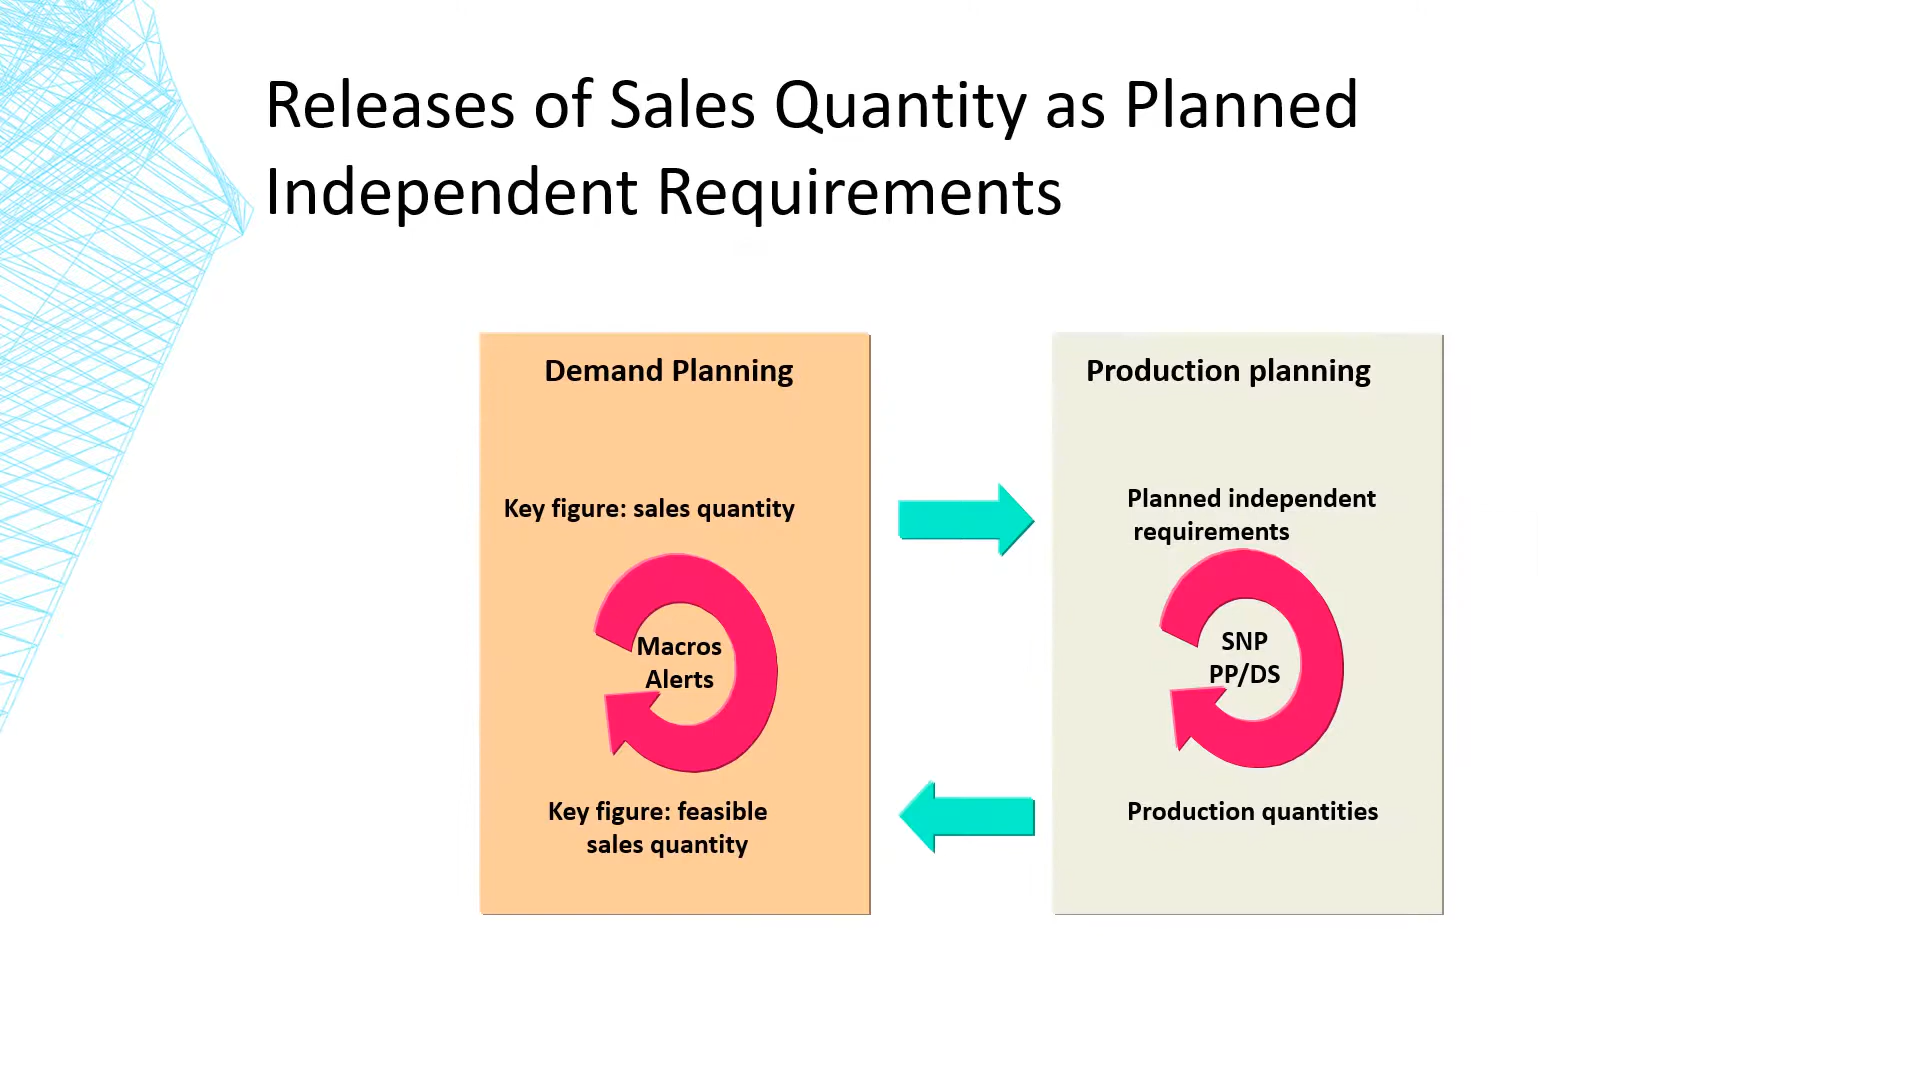 Releases of Sales Quantity as Planned
Independent Requirements
Demand Planning
Key figure: sales quantity
Macros
Alerts
Key figure: feasible
sales quantity
Production planning
Planned independent
requirements
SNP
PP/DS
Production quantities